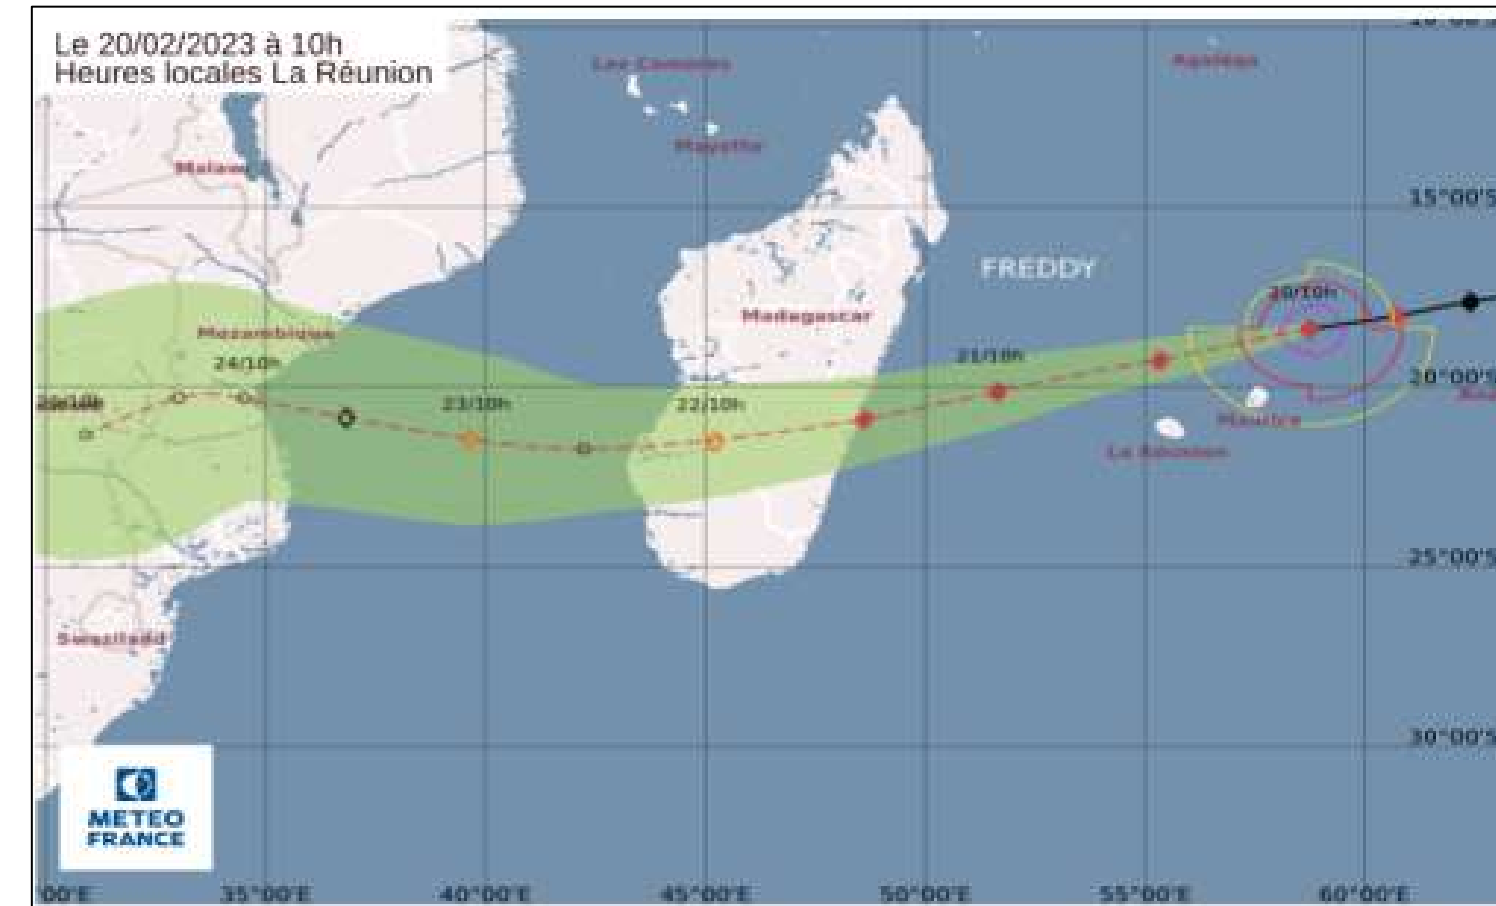 Le 20/02/2023 à 10h
Heures locales La Réunion
Les Comores
Agalega
Mayotte
Malawi
15°00'S
FREDDY
20/10h
Madagascar
Mozambique
21/10h
24/10h
20°00'S
23/10h
22/10h
Maurice
La Réunion
25°00'S
Swaziland
30°00'S
METEO
FRANCE
00'E
35°00'E
40°00'E
45°00'E
50°00'E
55°00'E
60°00'E